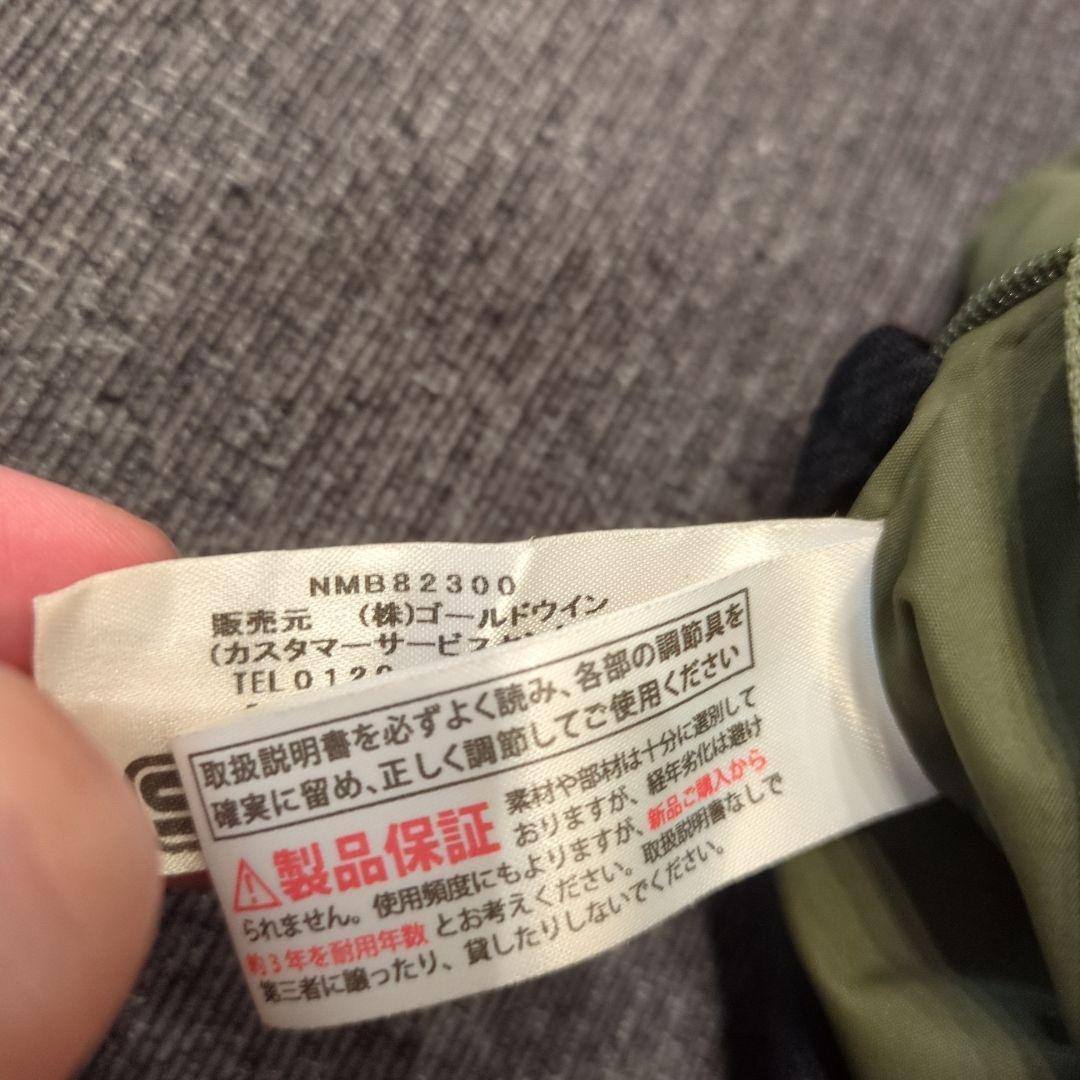 NMB82300
販売元 (株)ゴールドウイン
(カスタマーサービスセン
TEL0120
S
取扱説明書を必ずよく読み、各部の調節具を
確実に留め、正しく調節してご使用ください
製品保証 素材や部材は十分に選別して
おりますが、経年劣化は避け
られません。使用頻度にもよりますが、新品ご購入から
約3年を耐用年数とお考えください。取扱説明書なしで
第三者に譲ったり、貸したりしないでください。